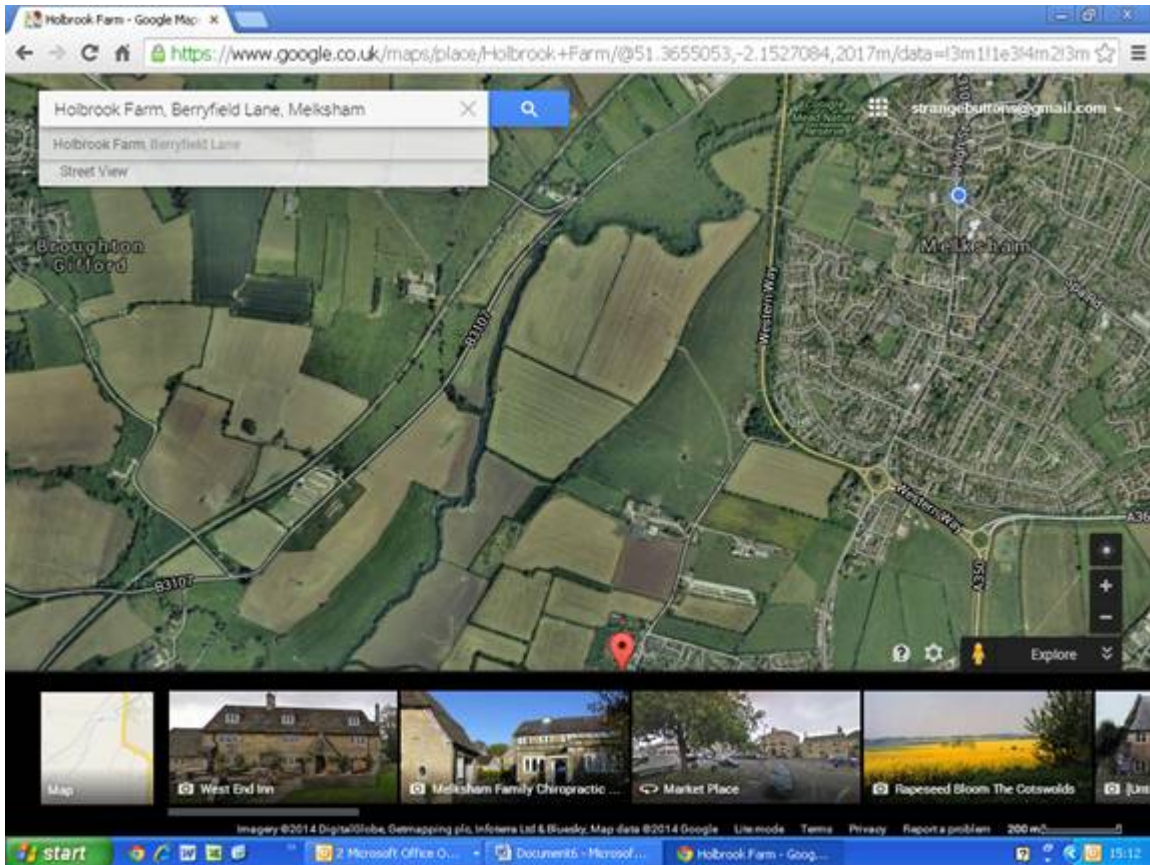 Holbrook Farm - Google Map
https://www.google.co.uk/maps/place/Holbrook+Farm/@51.3655053,-2.1527084,2017m/data=!3m1!1e3!4m2!3m
Holbrook Farm, Berryfield Lane, Melksham
Holbrook Farm, Berryfield Lane
Street View
Mead Nature
Reserve
strangebuttons@gmail.com
Broughton
Gifford
Melksham
Western Way
B3107
Western Way
A36
B3107
A350
Explore
Map
West End Inn
Melksham Family Chiropractic ...
Market Place
Rapeseed Bloom The Cotswolds
Imagery ©2014 DigitalGlobe, Getmapping plc, Infoterra Ltd & Bluesky, Map data ©2014 Google Lite mode Terms Privacy Report a problem 200 m
start
2 Microsoft Office O...
Document6 - Microsof...
Holbrook Farm - Goog...
15:12